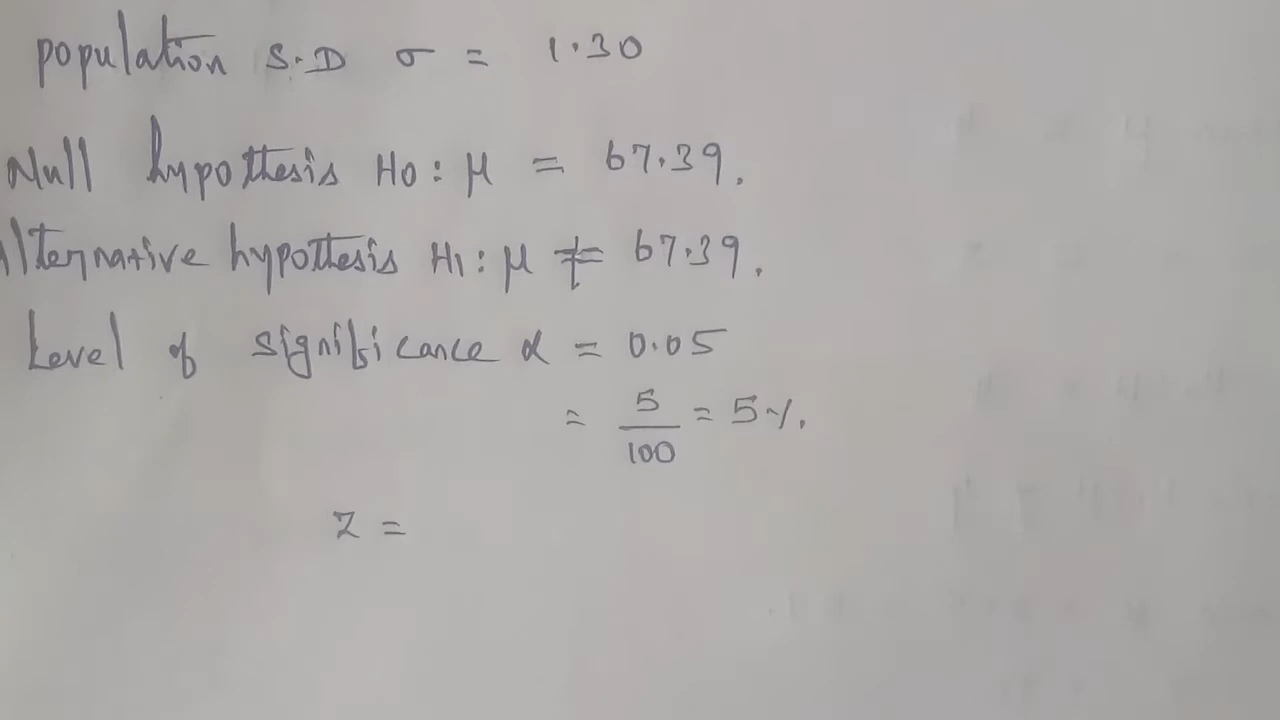 population S.D σ = 1.30
Null hypothesis H0 : μ = 67.39.
Alternative hypothesis H1 : μ ≠ 67.39.
Level of significance α = 0.05
= 5/100 = 5%.
Z =